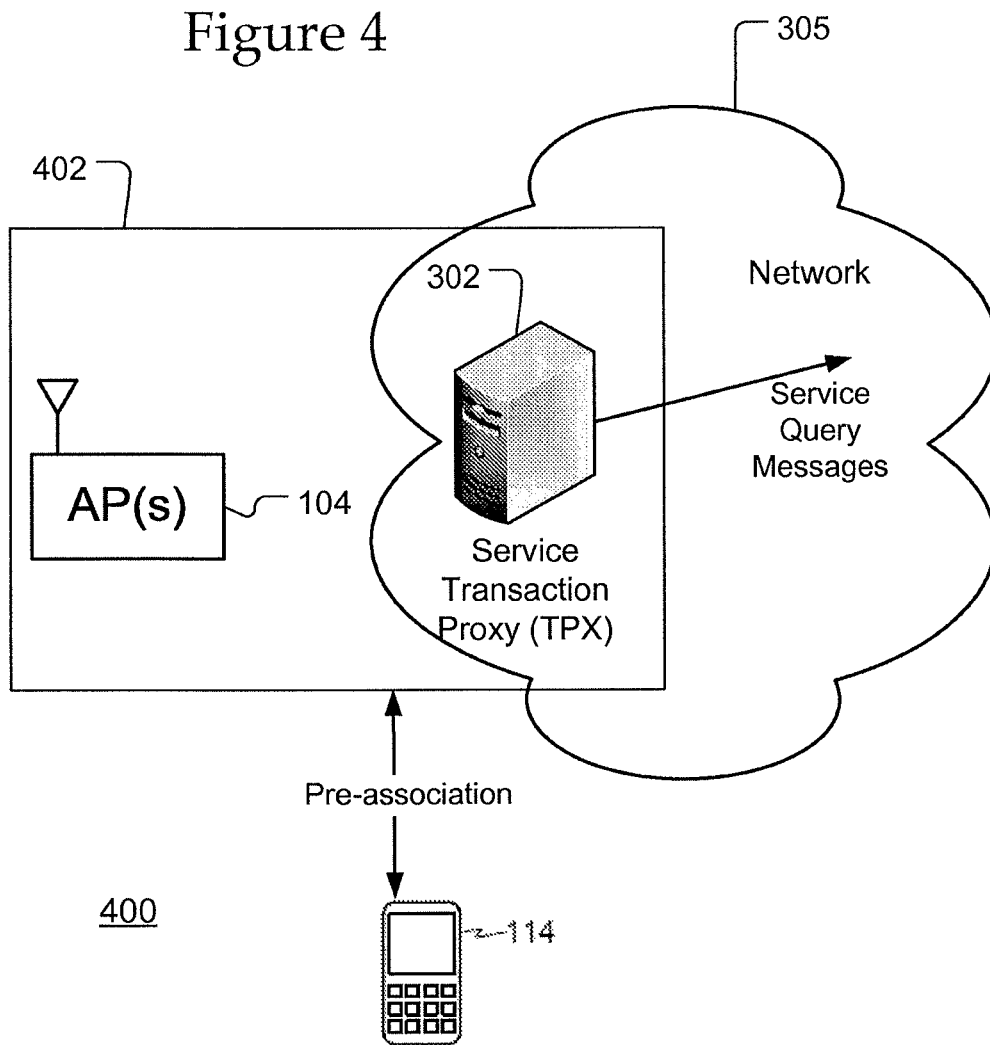 Figure 4
305
402
302
Network
Service
Query
Messages
AP(s)
104
Service
Transaction
Proxy (TPX)
Pre-association
400
114